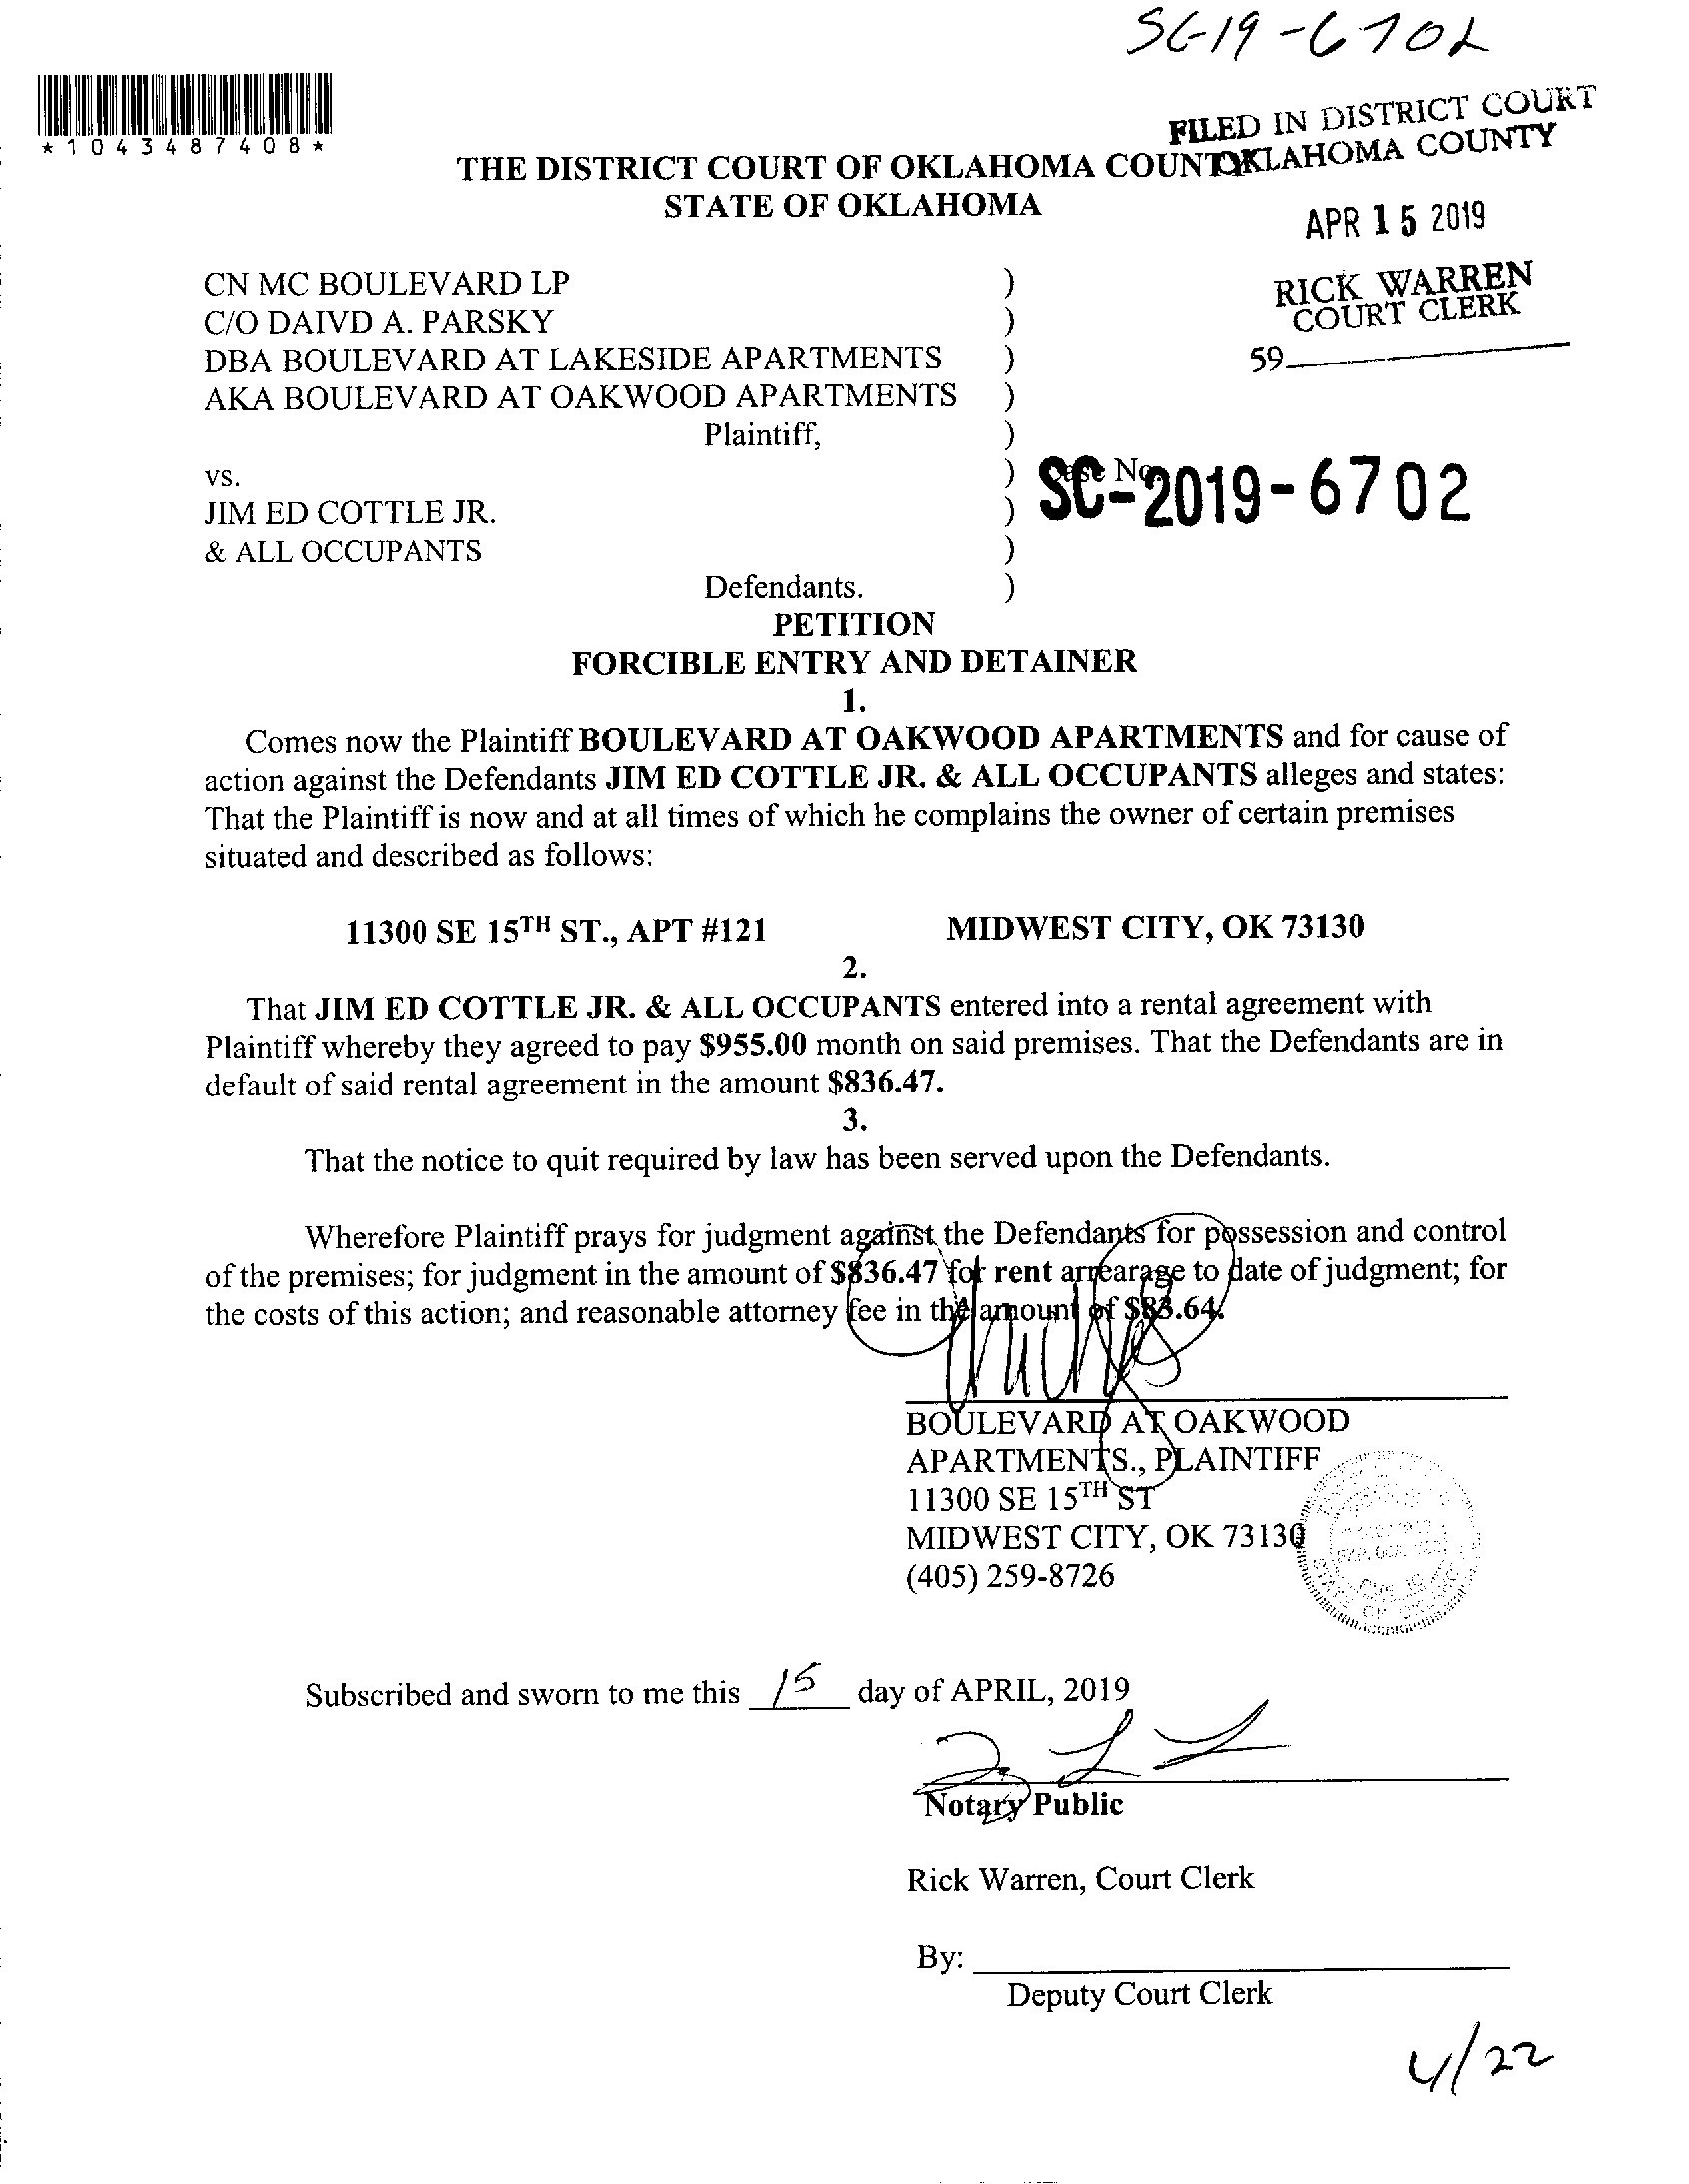 SC-19-6702
*1043487408*
FILED IN DISTRICT COURT
OKLAHOMA COUNTY
THE DISTRICT COURT OF OKLAHOMA COUNTY
STATE OF OKLAHOMA
APR 15 2019
RICK WARREN
COURT CLERK
59
CN MC BOULEVARD LP )
C/O DAIVD A. PARSKY )
DBA BOULEVARD AT LAKESIDE APARTMENTS )
AKA BOULEVARD AT OAKWOOD APARTMENTS )
Plaintiff, )
vs. ) Case No.
SC-2019-6702
JIM ED COTTLE JR. )
& ALL OCCUPANTS )
Defendants. )
PETITION
FORCIBLE ENTRY AND DETAINER
1.
Comes now the Plaintiff BOULEVARD AT OAKWOOD APARTMENTS and for cause of
action against the Defendants JIM ED COTTLE JR. & ALL OCCUPANTS alleges and states:
That the Plaintiff is now and at all times of which he complains the owner of certain premises
situated and described as follows:
11300 SE 15TH ST., APT #121 MIDWEST CITY, OK 73130
2.
That JIM ED COTTLE JR. & ALL OCCUPANTS entered into a rental agreement with
Plaintiff whereby they agreed to pay $955.00 month on said premises. That the Defendants are in
default of said rental agreement in the amount $836.47.
3.
That the notice to quit required by law has been served upon the Defendants.
Wherefore Plaintiff prays for judgment against the Defendants for possession and control
of the premises; for judgment in the amount of $836.47 for rent arrearage to date of judgment; for
the costs of this action; and reasonable attorney fee in the amount of $83.64.
BOULEVARD AT OAKWOOD
APARTMENTS., PLAINTIFF
11300 SE 15TH ST
MIDWEST CITY, OK 73130
(405) 259-8726
Subscribed and sworn to me this 15 day of APRIL, 2019
Notary Public
Rick Warren, Court Clerk
By:
Deputy Court Clerk
4/22